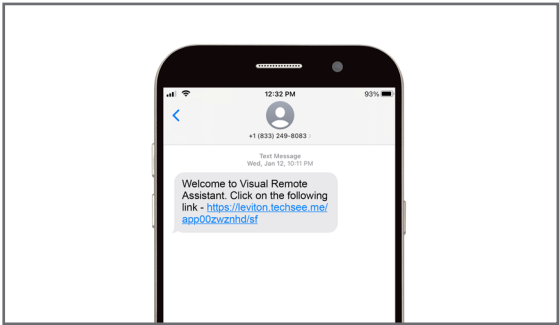 12:32 PM
93%
+1 (833) 249-8083
Text Message
Wed, Jan 12, 10:11 PM
Welcome to Visual Remote
Assistant. Click on the following
link - https://leviton.techsee.me/
app00zwznhd/sf